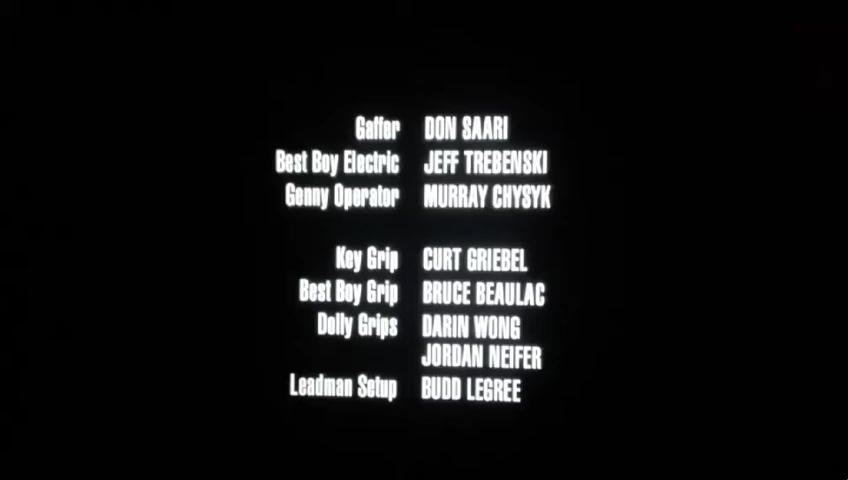 Gaffer DON SAARI
Best Boy Electric JEFF TREBENSKI
Genny Operator MURRAY CHYSYK
Key Grip CURT GRIEBEL
Best Boy Grip BRUCE BEAULAC
Dolly Grips DARIN WONG
JORDAN NEIFER
Leadman Setup BUDD LEGREE